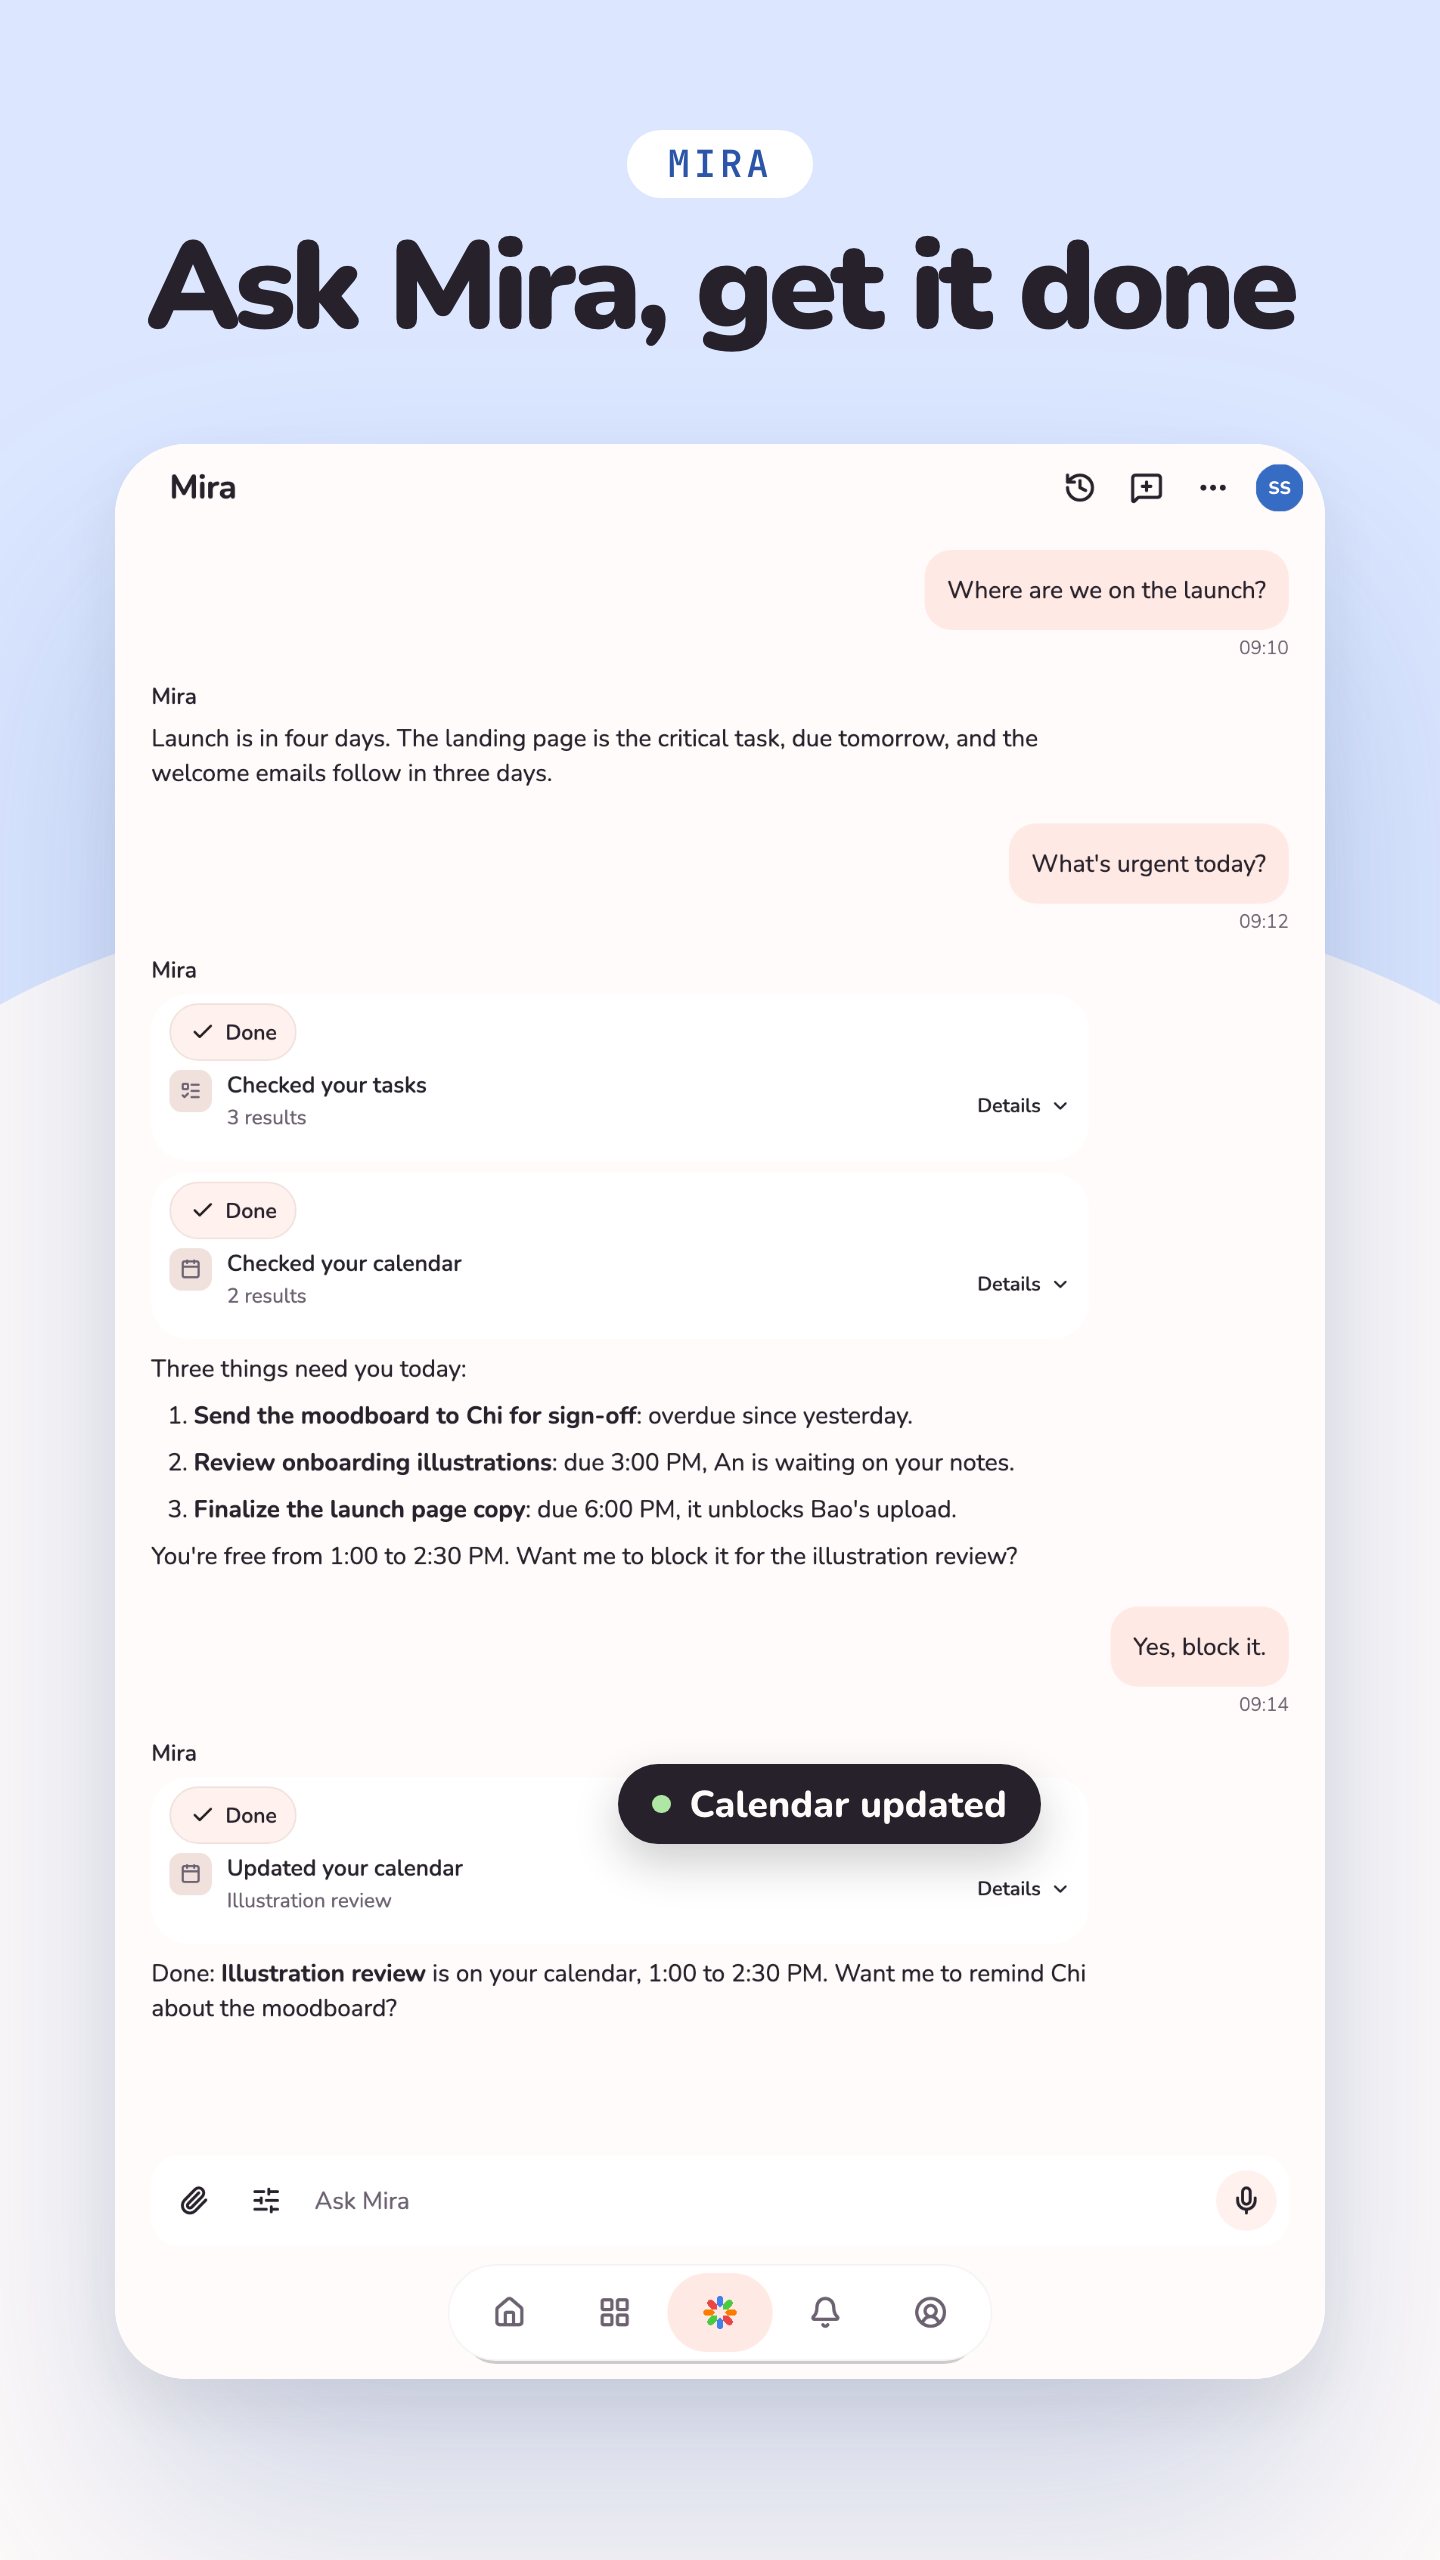 MIRA
Ask Mira, get it done
Mira
SS
Where are we on the launch?
09:10
Mira
Launch is in four days. The landing page is the critical task, due tomorrow, and the
welcome emails follow in three days.
What's urgent today?
09:12
Mira
Done
Checked your tasks
3 results
Details
Done
Checked your calendar
2 results
Details
Three things need you today:
1. Send the moodboard to Chi for sign-off: overdue since yesterday.
2. Review onboarding illustrations: due 3:00 PM, An is waiting on your notes.
3. Finalize the launch page copy: due 6:00 PM, it unblocks Bao's upload.
You're free from 1:00 to 2:30 PM. Want me to block it for the illustration review?
Yes, block it.
09:14
Mira
Calendar updated
Done
Updated your calendar
Illustration review
Details
Done: Illustration review is on your calendar, 1:00 to 2:30 PM. Want me to remind Chi
about the moodboard?
Ask Mira